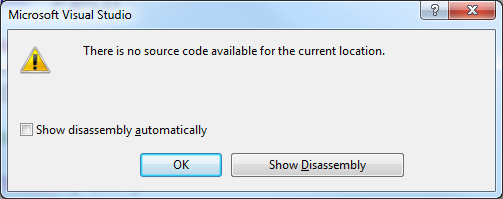 Microsoft Visual Studio
There is no source code available for the current location.
Show disassembly automatically
OK
Show Disassembly